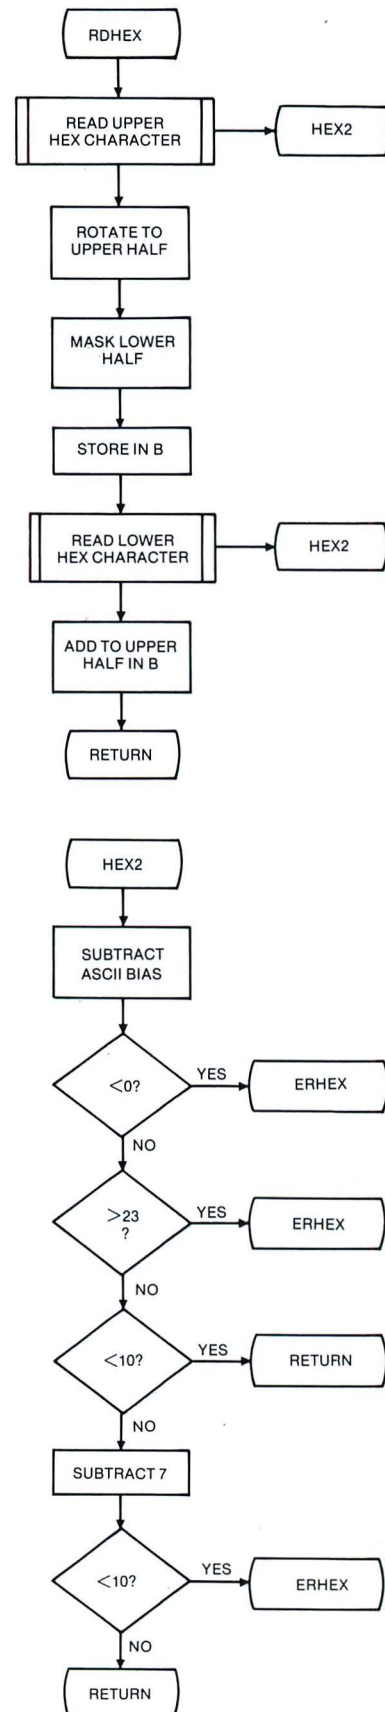 RDHEX
READ UPPER
HEX CHARACTER
HEX2
ROTATE TO
UPPER HALF
MASK LOWER
HALF
STORE IN B
READ LOWER
HEX CHARACTER
HEX2
ADD TO UPPER
HALF IN B
RETURN
HEX2
SUBTRACT
ASCII BIAS
<0?
YES
ERHEX
NO
>23
?
YES
ERHEX
NO
<10?
YES
RETURN
NO
SUBTRACT 7
<10?
YES
ERHEX
NO
RETURN